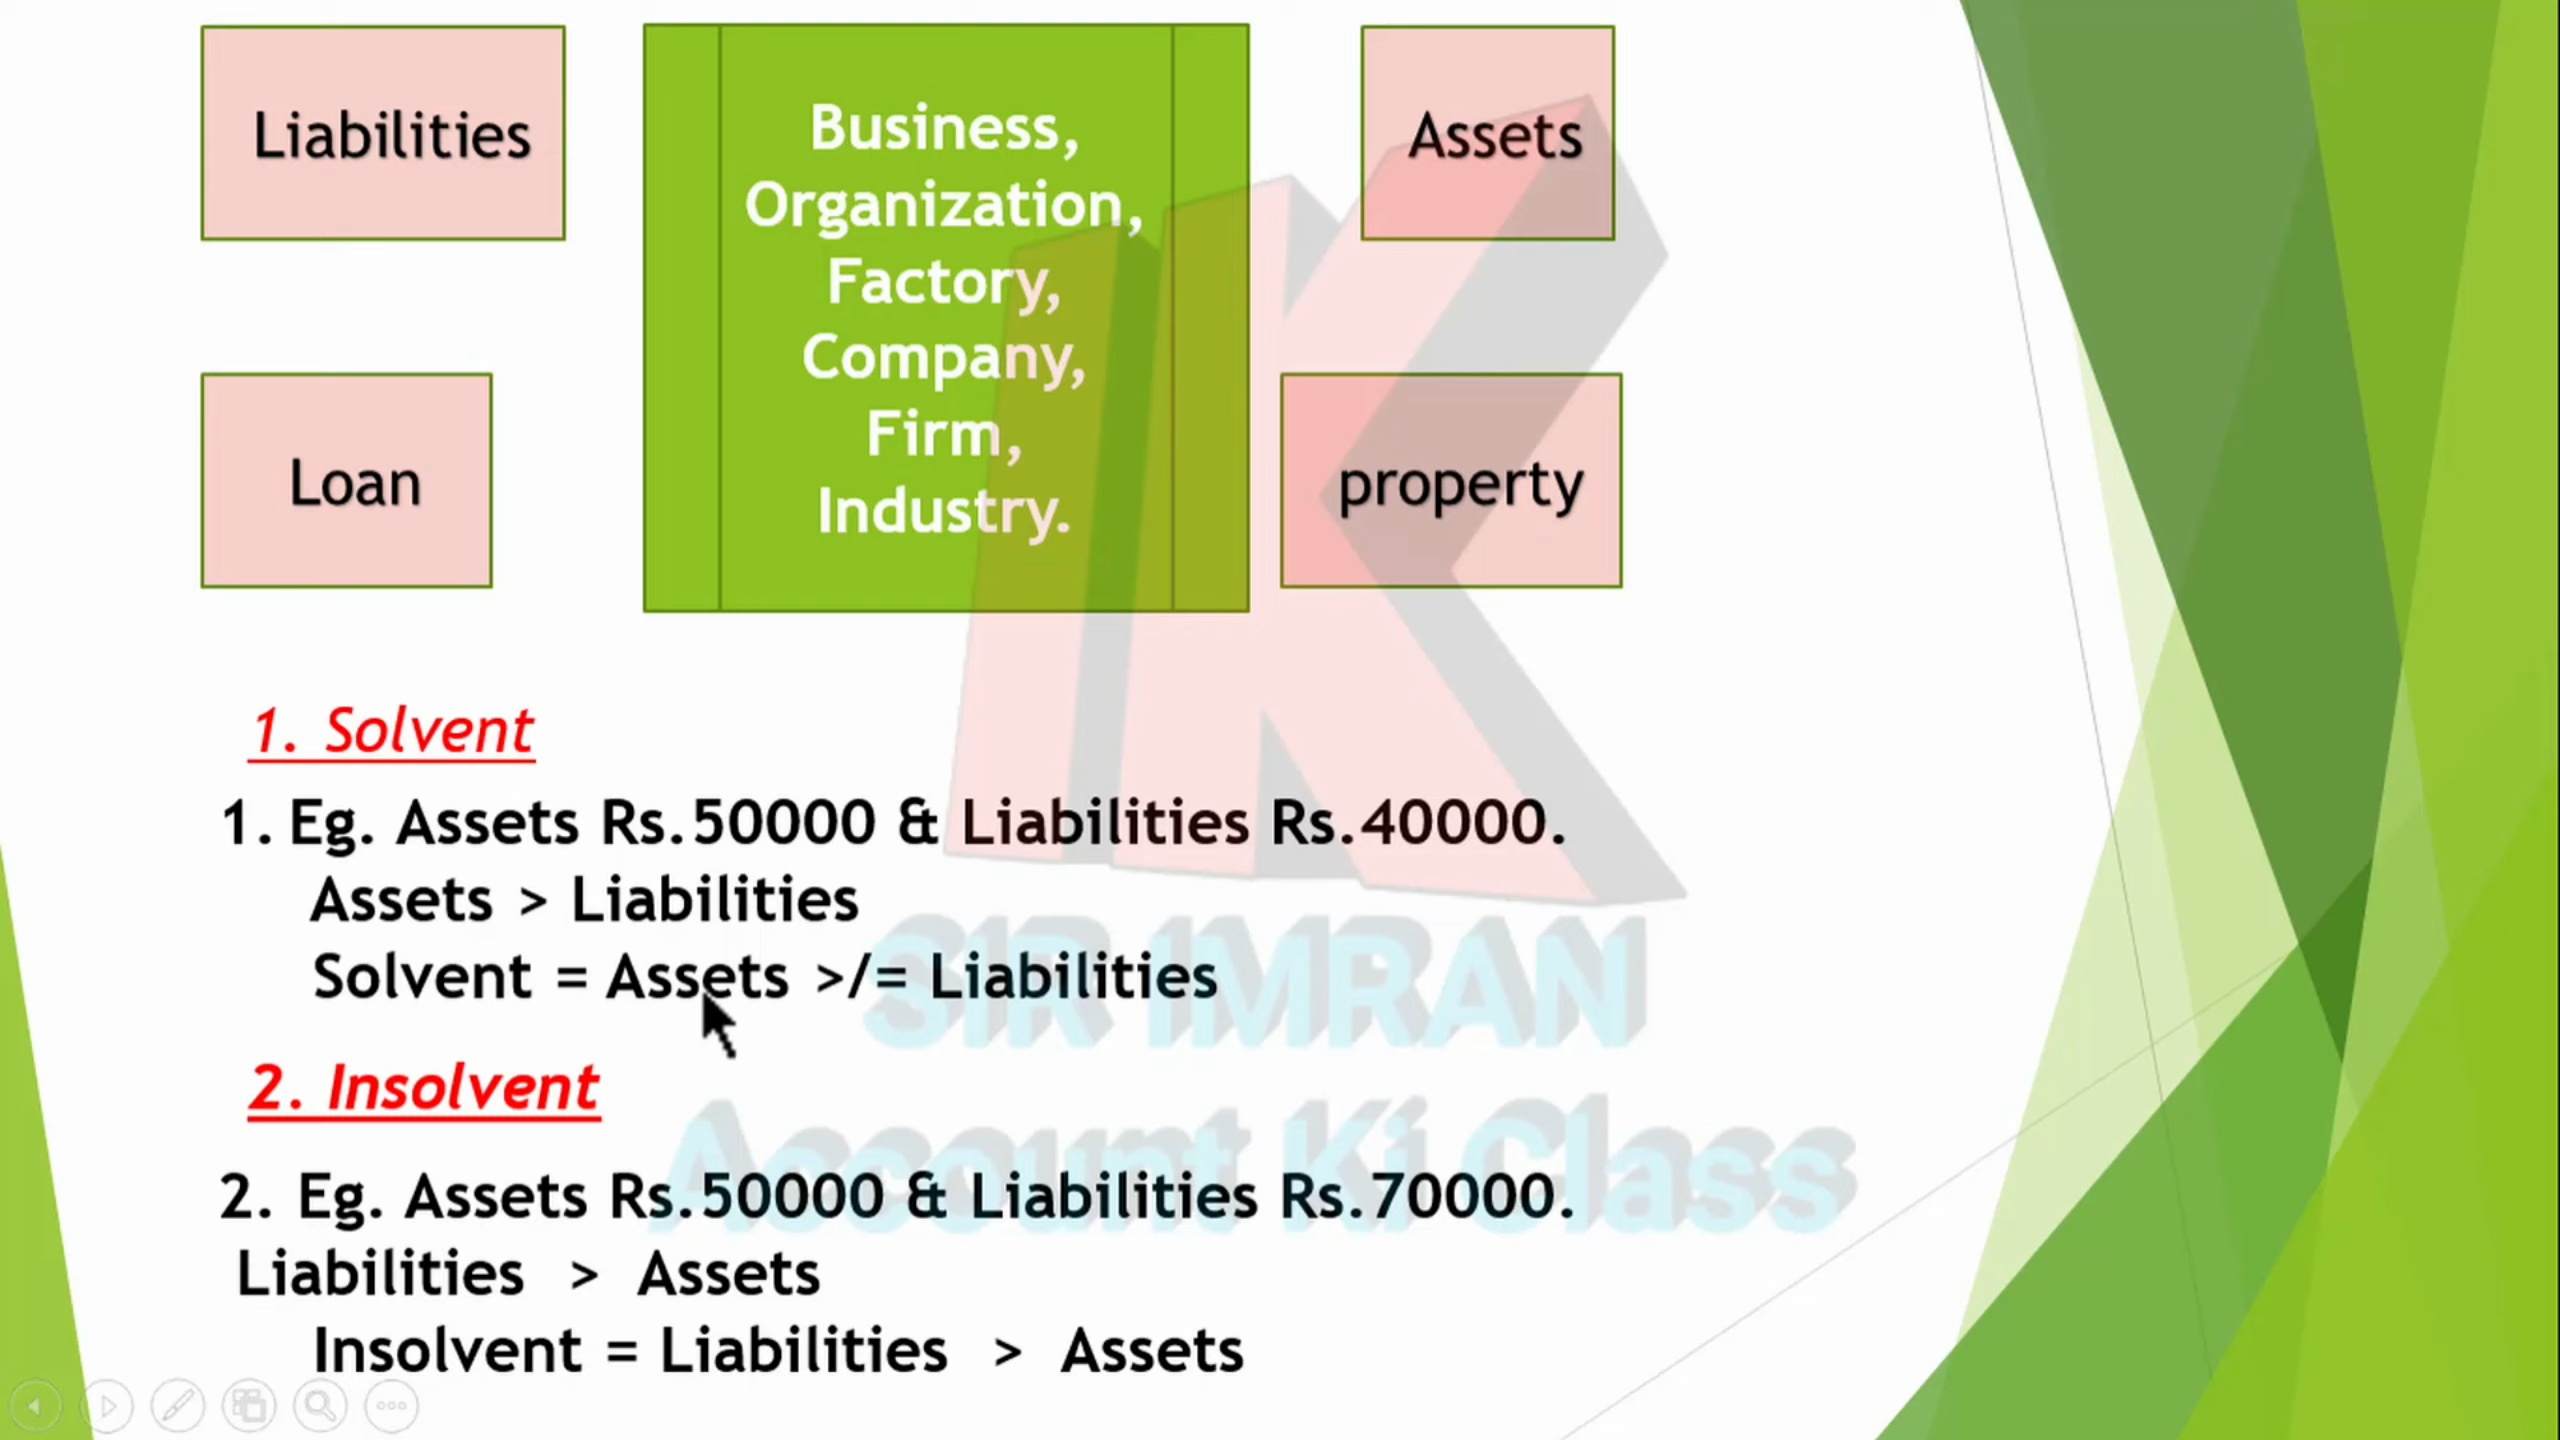 Liabilities
Business,
Organization,
Factory,
Company,
Firm,
Industry.
Assets
Loan
property
1. Solvent
1. Eg. Assets Rs.50000 & Liabilities Rs.40000.
Assets > Liabilities
Solvent = Assets >/= Liabilities
2. Insolvent
2. Eg. Assets Rs.50000 & Liabilities Rs.70000.
Liabilities > Assets
Insolvent = Liabilities > Assets
K
SIR IMRAN
Account Ki Class